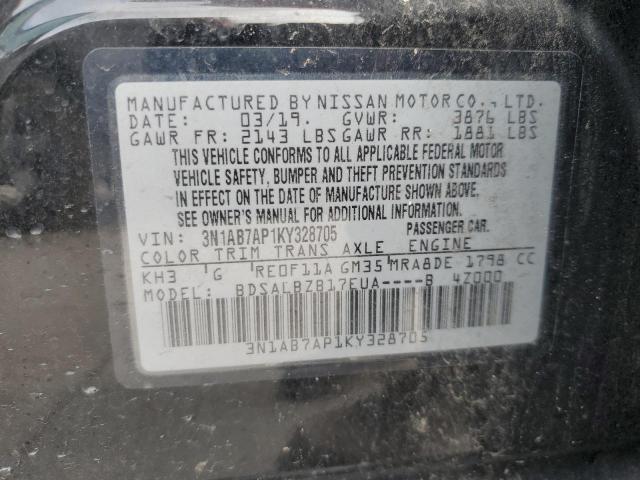 MANUFACTURED BY NISSAN MOTOR CO., LTD.
DATE: 03/19. GVWR: 3876 LBS
GAWR FR: 2143 LBS GAWR RR: 1881 LBS
THIS VEHICLE CONFORMS TO ALL APPLICABLE FEDERAL MOTOR
VEHICLE SAFETY, BUMPER AND THEFT PREVENTION STANDARDS
IN EFFECT ON THE DATE OF MANUFACTURE SHOWN ABOVE.
SEE OWNER'S MANUAL FOR ADDITIONAL INFORMATION
VIN: 3N1AB7AP1KY328705 PASSENGER CAR
COLOR TRIM TRANS AXLE ENGINE
KH3 G RE0F11A GM35 MRA8DE 1798 CC
MODEL: BDSALBZB17EUA----B 4Z000
3N1AB7AP1KY328705